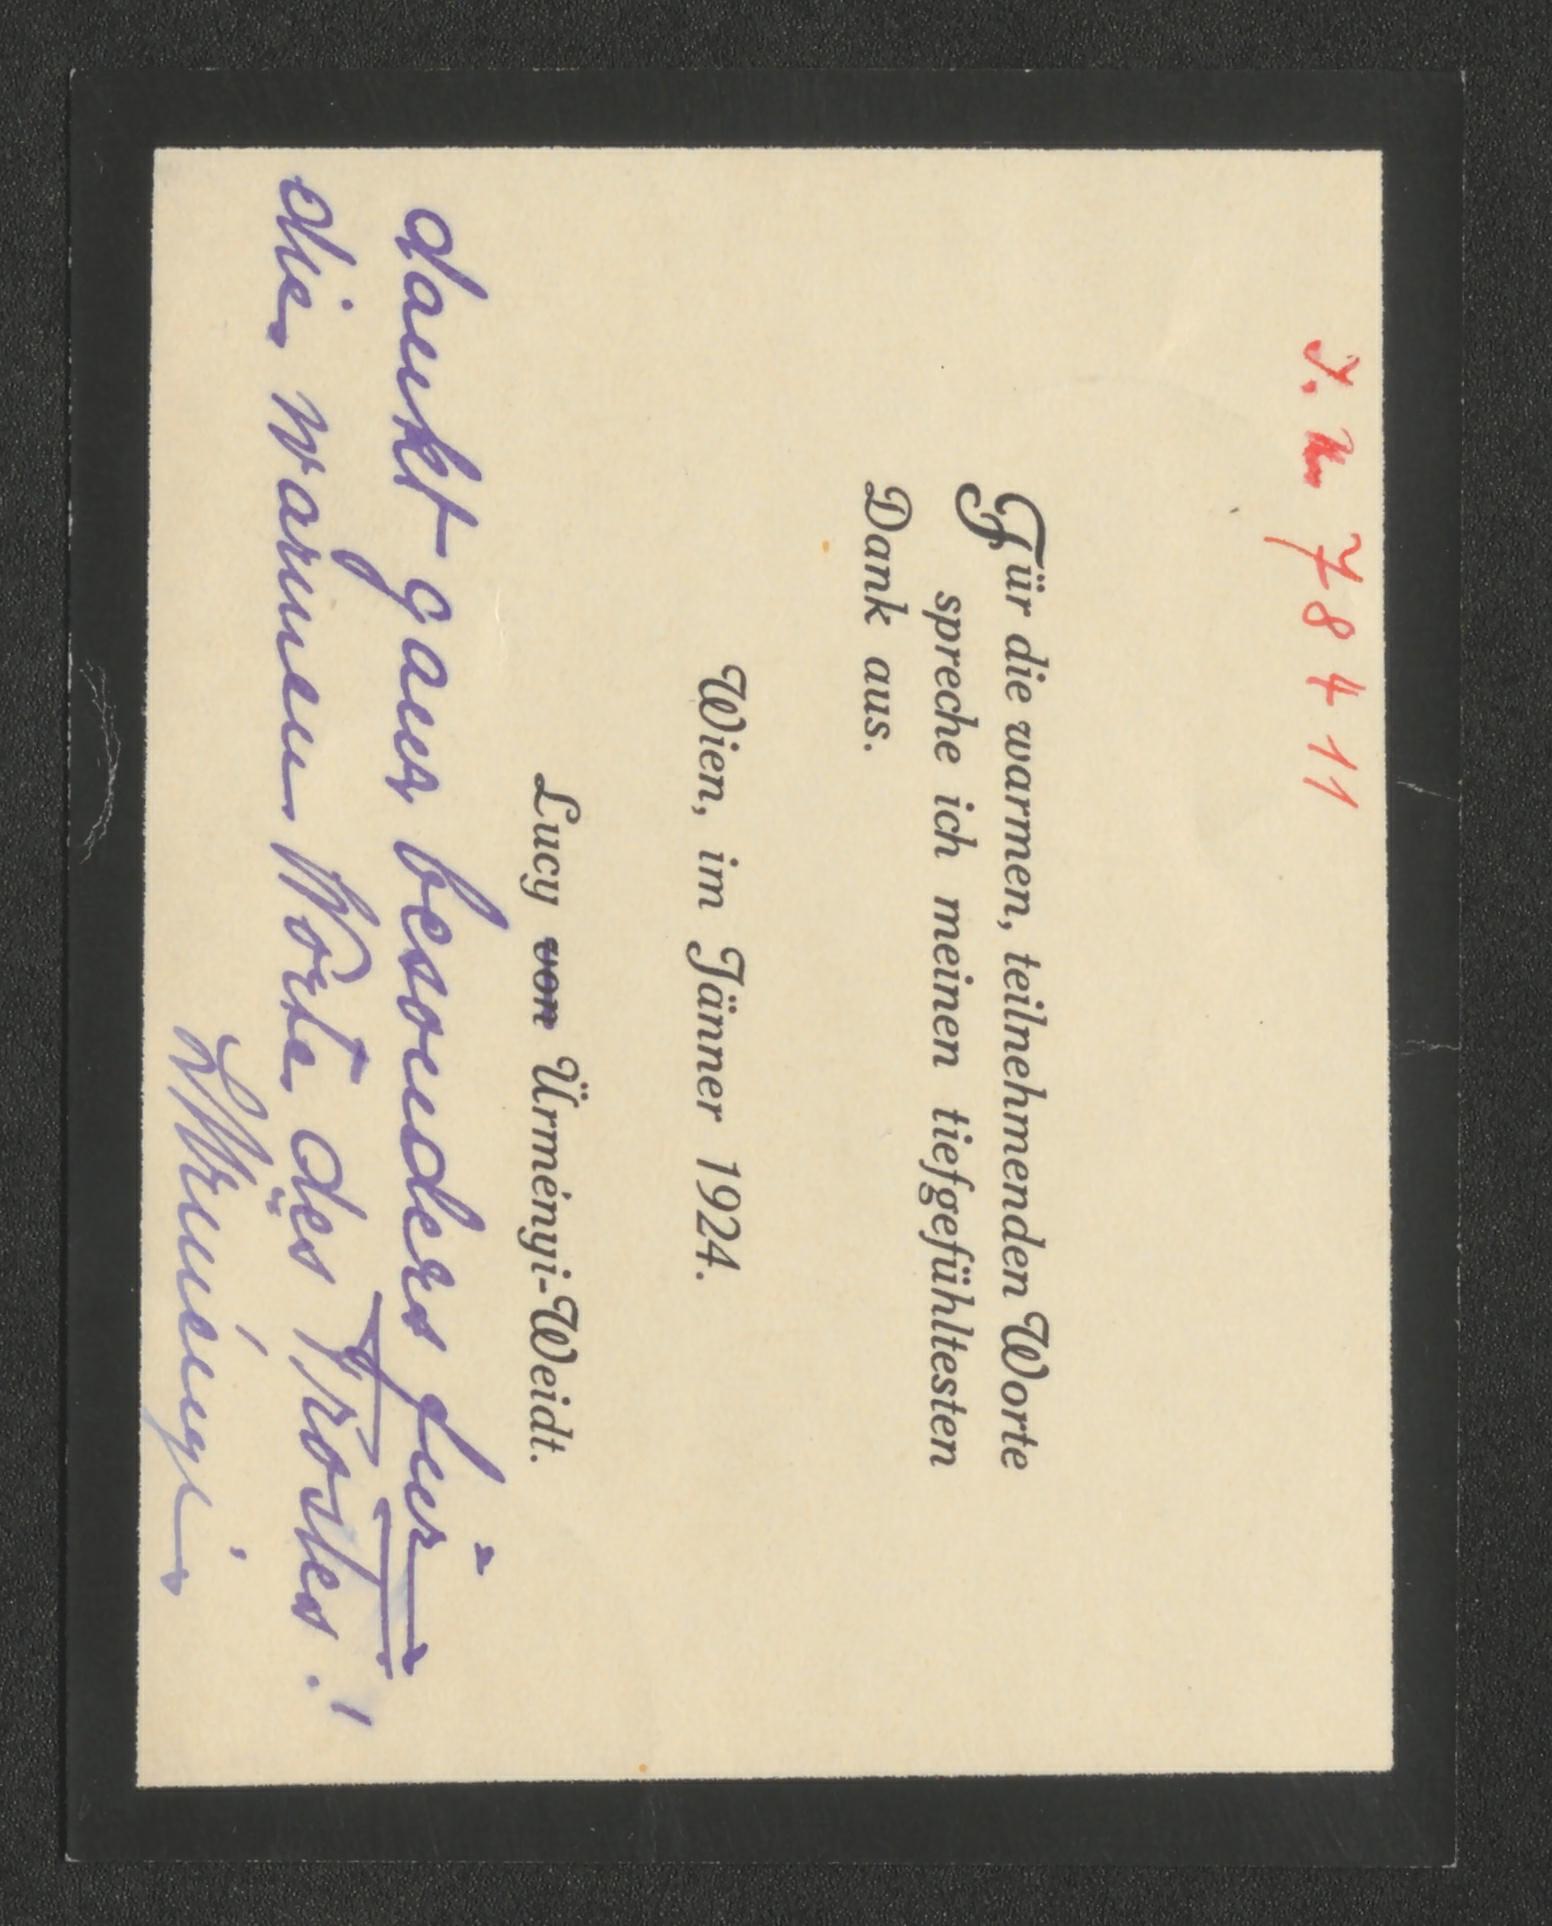 J. N 78411
Für die warmen, teilnehmenden Worte
spreche ich meinen tiefgefühltesten
Dank aus.
Wien, im Jänner 1924.
Lucy von Ürményi-Weidt.
dankt ganz besonders für
die warmen Worte des Trostes!
LÜrményi